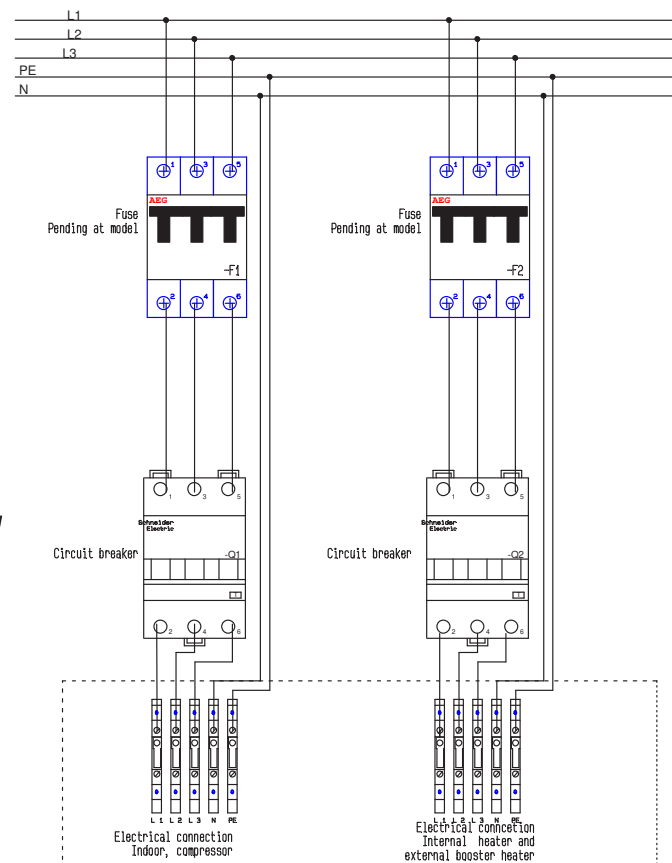 L1
L2
L3
PE
N
1 3 5
1 3 5
AEG
AEG
Fuse
Pending at model
Fuse
Pending at model
-F1
-F2
2 4 6
2 4 6
1 3 5
1 3 5
Schneider
Electric
Schneider
Electric
Circuit breaker
-Q1
Circuit breaker
-Q2
2 4 6
2 4 6
L 1 L 2 L 3 N PE
L 1 L 2 L 3 N PE
Electrical connection
Indoor, compressor
Electrical conncetion
Internal heater and
external booster heater